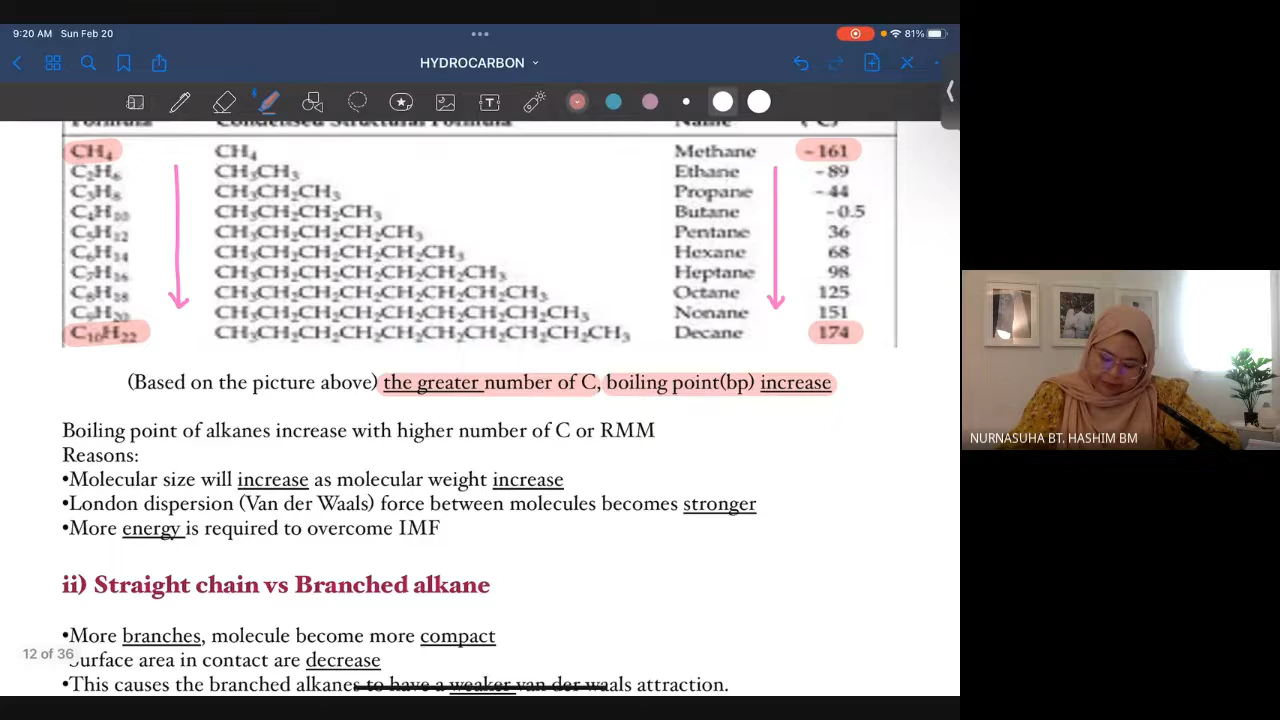 9:20 AM Sun Feb 20
81%
HYDROCARBON
Formula Condensed Structural Formula Name (°C)
CH₄ CH₄ Methane -161
C₂H₆ CH₃CH₃ Ethane -89
C₃H₈ CH₃CH₂CH₃ Propane -44
C₄H₁₀ CH₃CH₂CH₂CH₃ Butane -0.5
C₅H₁₂ CH₃CH₂CH₂CH₂CH₃ Pentane 36
C₆H₁₄ CH₃CH₂CH₂CH₂CH₂CH₃ Hexane 68
C₇H₁₆ CH₃CH₂CH₂CH₂CH₂CH₂CH₃ Heptane 98
C₈H₁₈ CH₃CH₂CH₂CH₂CH₂CH₂CH₂CH₃ Octane 125
C₉H₂₀ CH₃CH₂CH₂CH₂CH₂CH₂CH₂CH₂CH₃ Nonane 151
C₁₀H₂₂ CH₃CH₂CH₂CH₂CH₂CH₂CH₂CH₂CH₂CH₃ Decane 174
(Based on the picture above) the greater number of C, boiling point(bp) increase
Boiling point of alkanes increase with higher number of C or RMM
Reasons:
•Molecular size will increase as molecular weight increase
•London dispersion (Van der Waals) force between molecules becomes stronger
•More energy is required to overcome IMF
ii) Straight chain vs Branched alkane
•More branches, molecule become more compact
12 of 36
Surface area in contact are decrease
•This causes the branched alkanes to have a weaker van der waals attraction.
NURNASUHA BT. HASHIM BM